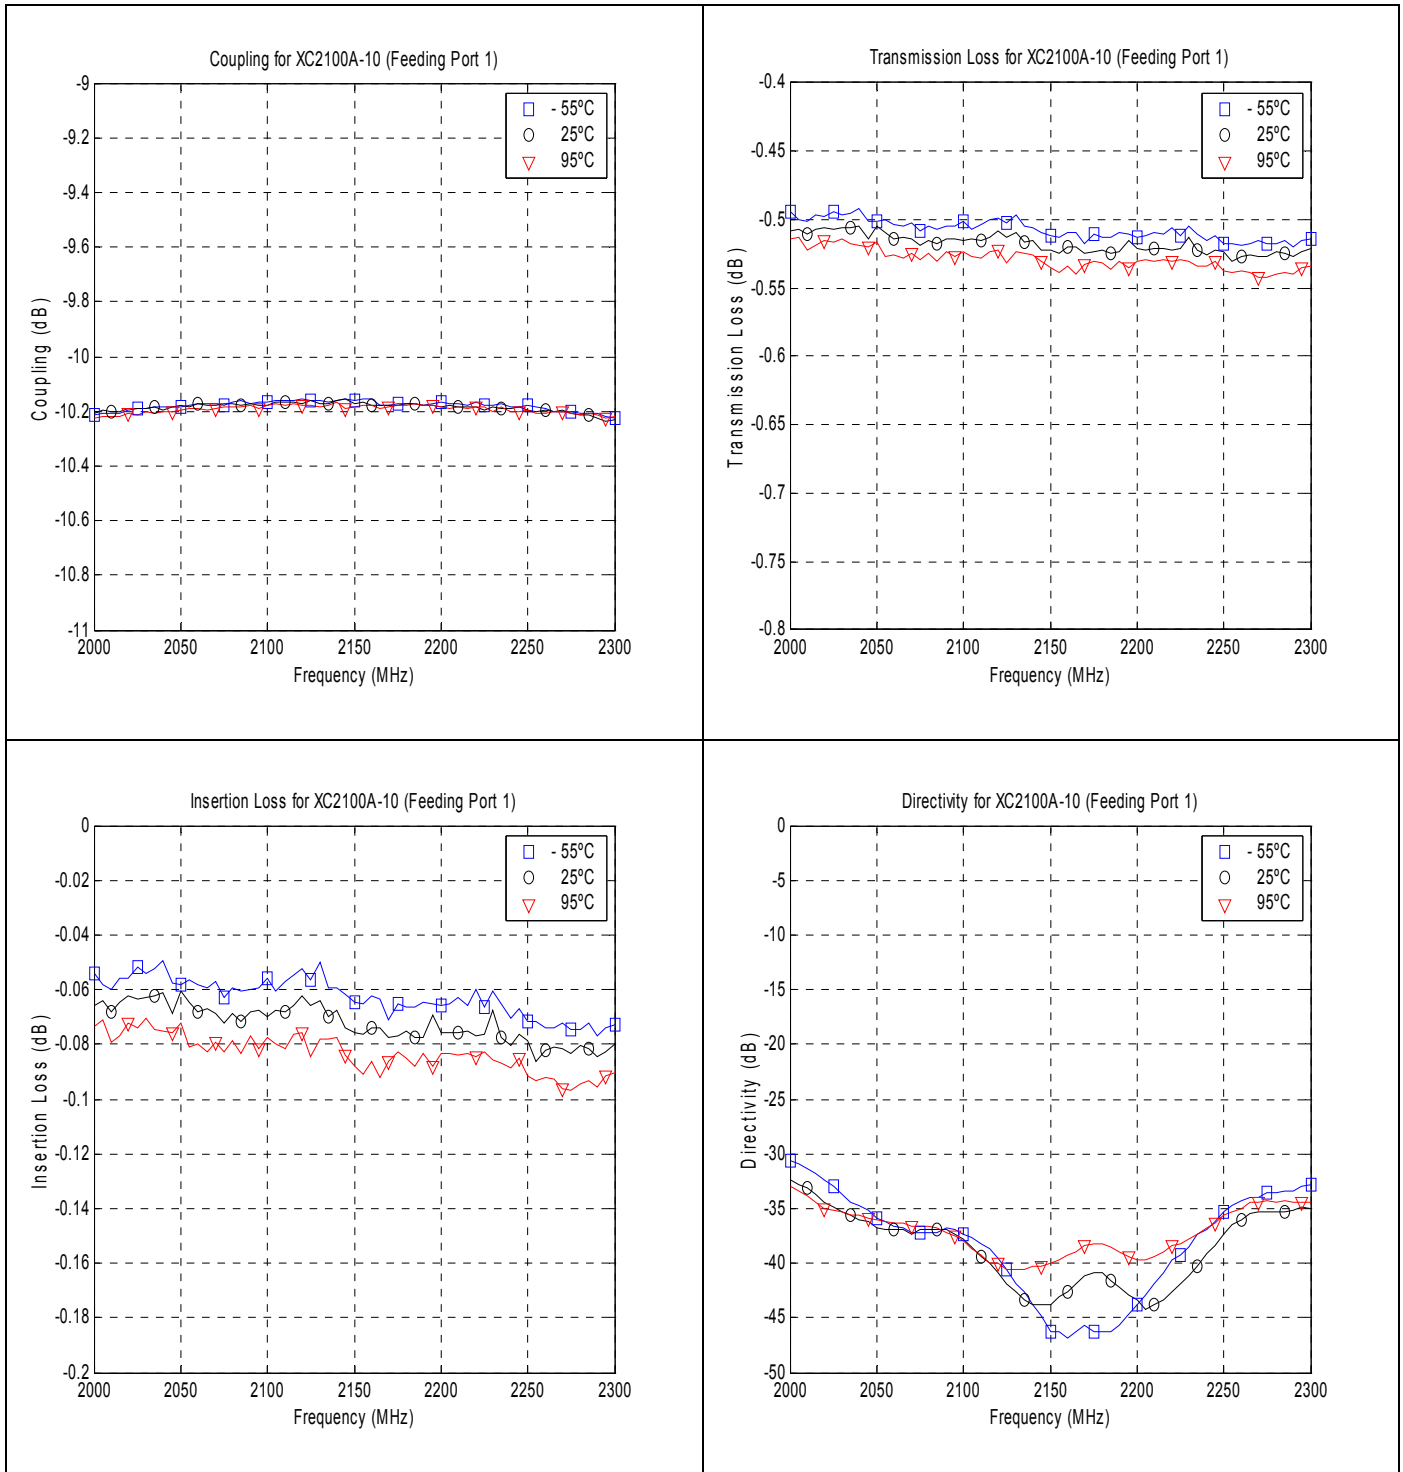 Coupling for XC2100A-10 (Feeding Port 1)
Coupling (dB)
-9
-9.2
-9.4
-9.6
-9.8
-10
-10.2
-10.4
-10.6
-10.8
-11
- 55ºC
25ºC
95ºC
2000 2050 2100 2150 2200 2250 2300
Frequency (MHz)
Transmission Loss for XC2100A-10 (Feeding Port 1)
Transmission Loss (dB)
-0.4
-0.45
-0.5
-0.55
-0.6
-0.65
-0.7
-0.75
-0.8
- 55ºC
25ºC
95ºC
2000 2050 2100 2150 2200 2250 2300
Frequency (MHz)
Insertion Loss for XC2100A-10 (Feeding Port 1)
Insertion Loss (dB)
0
-0.02
-0.04
-0.06
-0.08
-0.1
-0.12
-0.14
-0.16
-0.18
-0.2
- 55ºC
25ºC
95ºC
2000 2050 2100 2150 2200 2250 2300
Frequency (MHz)
Directivity for XC2100A-10 (Feeding Port 1)
Directivity (dB)
0
-5
-10
-15
-20
-25
-30
-35
-40
-45
-50
- 55ºC
25ºC
95ºC
2000 2050 2100 2150 2200 2250 2300
Frequency (MHz)